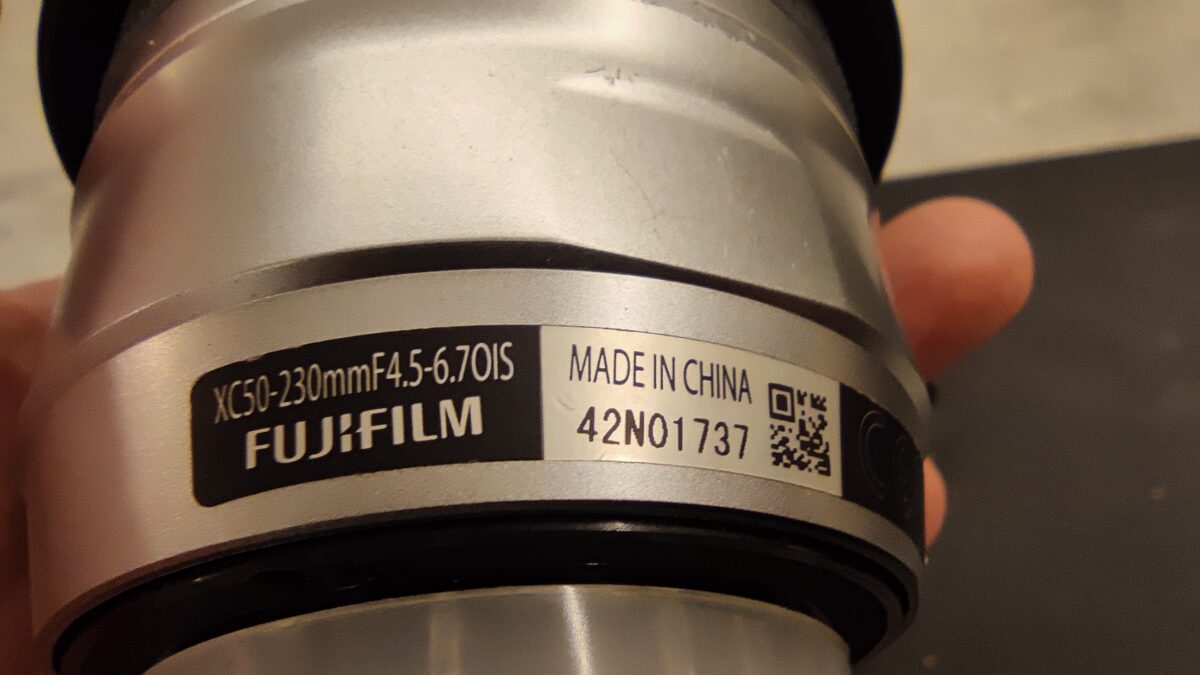 XC50-230mmF4.5-6.7OIS
FUJIFILM
MADE IN CHINA
42N01737